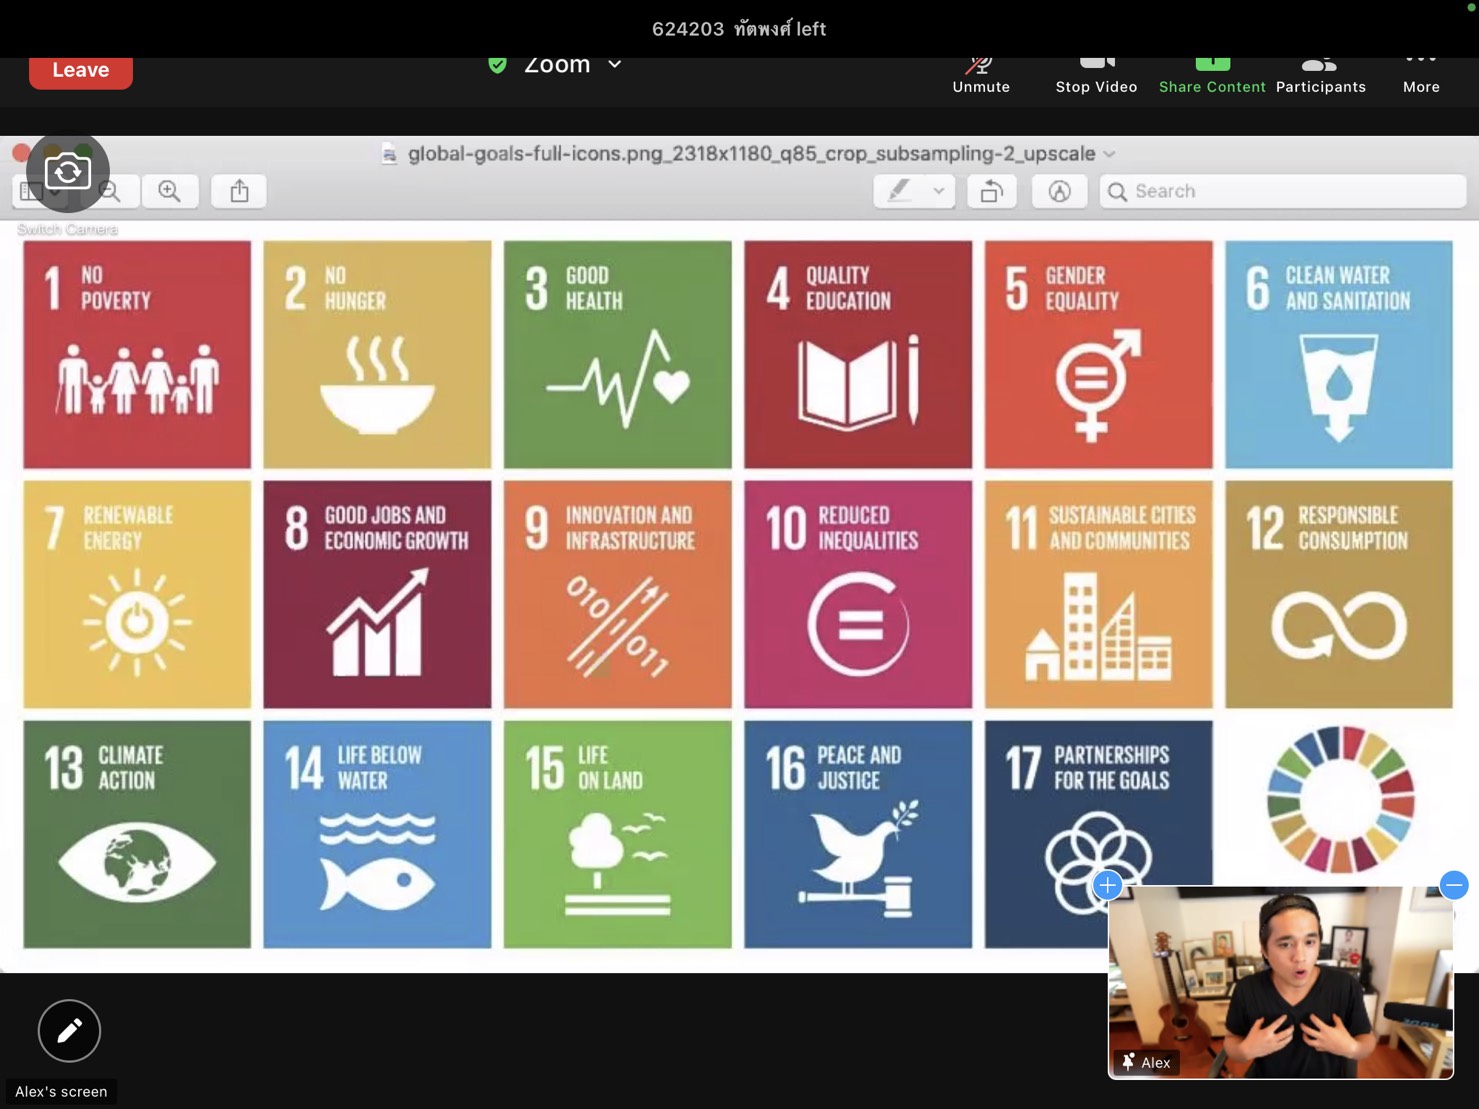 624203 ทัตพงศ์ left
Leave
Zoom
Unmute
Stop Video
Share Content
Participants
More
global-goals-full-icons.png_2318x1180_q85_crop_subsampling-2_upscale
Search
Switch Camera
1 NO
POVERTY
2 NO
HUNGER
3 GOOD
HEALTH
4 QUALITY
EDUCATION
5 GENDER
EQUALITY
6 CLEAN WATER
AND SANITATION
7 RENEWABLE
ENERGY
8 GOOD JOBS AND
ECONOMIC GROWTH
9 INNOVATION AND
INFRASTRUCTURE
010
011
10 REDUCED
INEQUALITIES
11 SUSTAINABLE CITIES
AND COMMUNITIES
12 RESPONSIBLE
CONSUMPTION
13 CLIMATE
ACTION
14 LIFE BELOW
WATER
15 LIFE
ON LAND
16 PEACE AND
JUSTICE
17 PARTNERSHIPS
FOR THE GOALS
Alex
Alex's screen